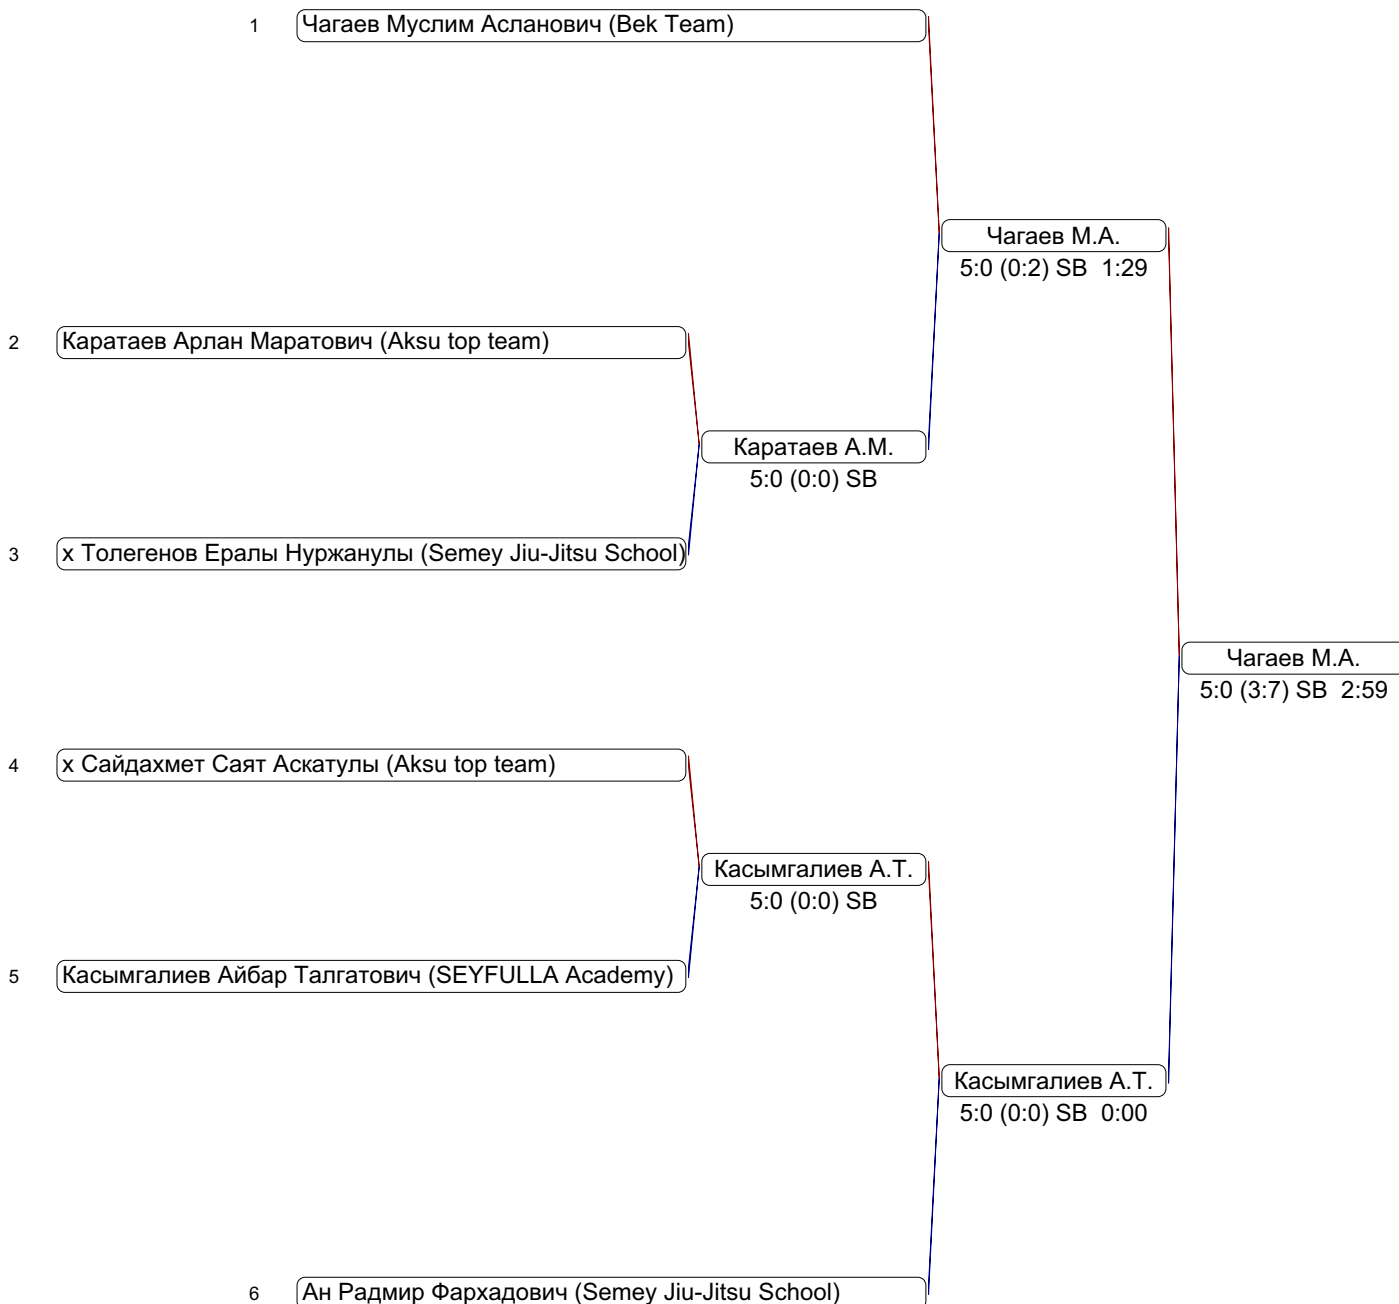 1 Чагаев Муслим Асланович (Bek Team)
Чагаев М.А.
5:0 (0:2) SB 1:29
2 Каратаев Арлан Маратович (Aksu top team)
Каратаев А.М.
5:0 (0:0) SB
3 х Толегенов Ералы Нуржанулы (Semey Jiu-Jitsu School)
Чагаев М.А.
5:0 (3:7) SB 2:59
4 х Сайдахмет Саят Аскатулы (Aksu top team)
Касымгалиев А.Т.
5:0 (0:0) SB
5 Касымгалиев Айбар Талгатович (SEYFULLA Academy)
Касымгалиев А.Т.
5:0 (0:0) SB 0:00
6 Ан Радмир Фархадович (Semey Jiu-Jitsu School)